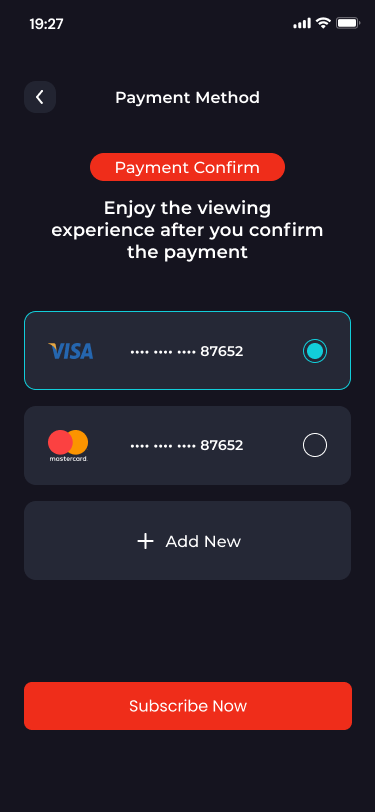 19:27
Payment Method
Payment Confirm
Enjoy the viewing
experience after you confirm
the payment
VISA
•••• •••• •••• 87652
mastercard.
•••• •••• •••• 87652
Add New
Subscribe Now